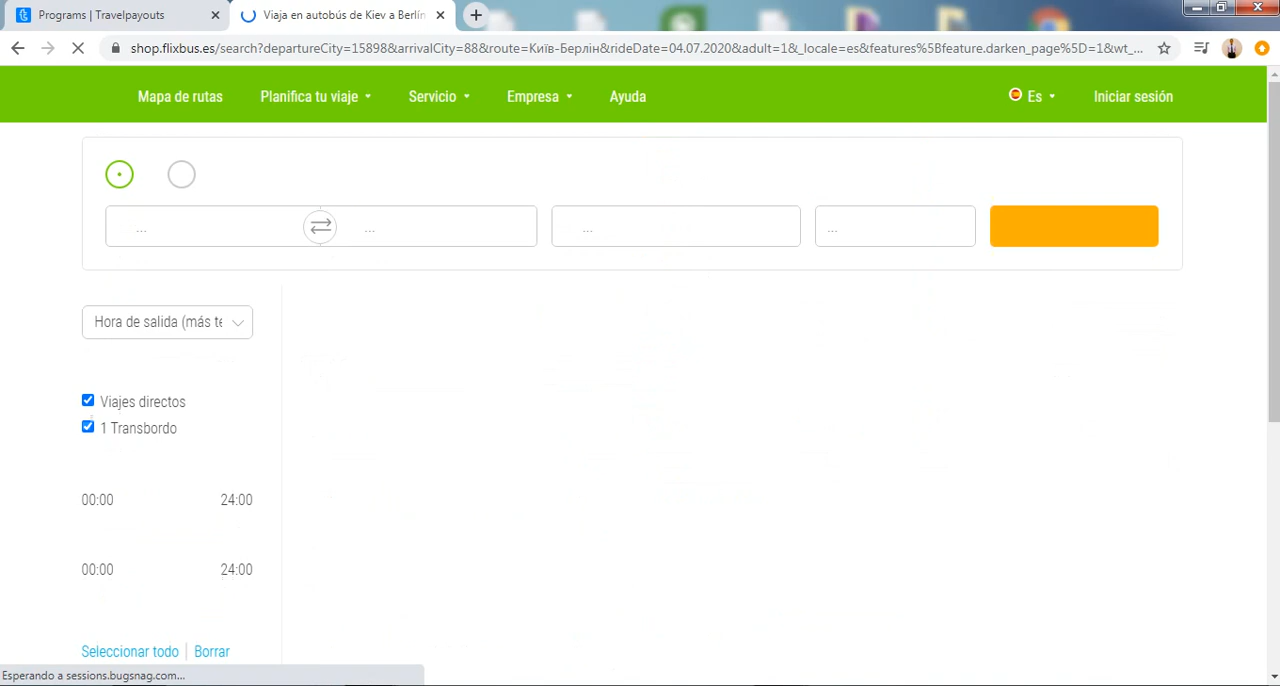 Programs | Travelpayouts
Viaja en autobús de Kiev a Berlín
shop.flixbus.es/search?departureCity=15898&arrivalCity=88&route=Київ-Берлін&rideDate=04.07.2020&adult=1&_locale=es&features%5Bfeature.darken_page%5D=1&wt_...
Mapa de rutas Planifica tu viaje Servicio Empresa Ayuda Es Iniciar sesión
... ... ... ...
Hora de salida (más te
Viajes directos
1 Transbordo
00:00 24:00
00:00 24:00
Seleccionar todo | Borrar
Esperando a sessions.bugsnag.com...